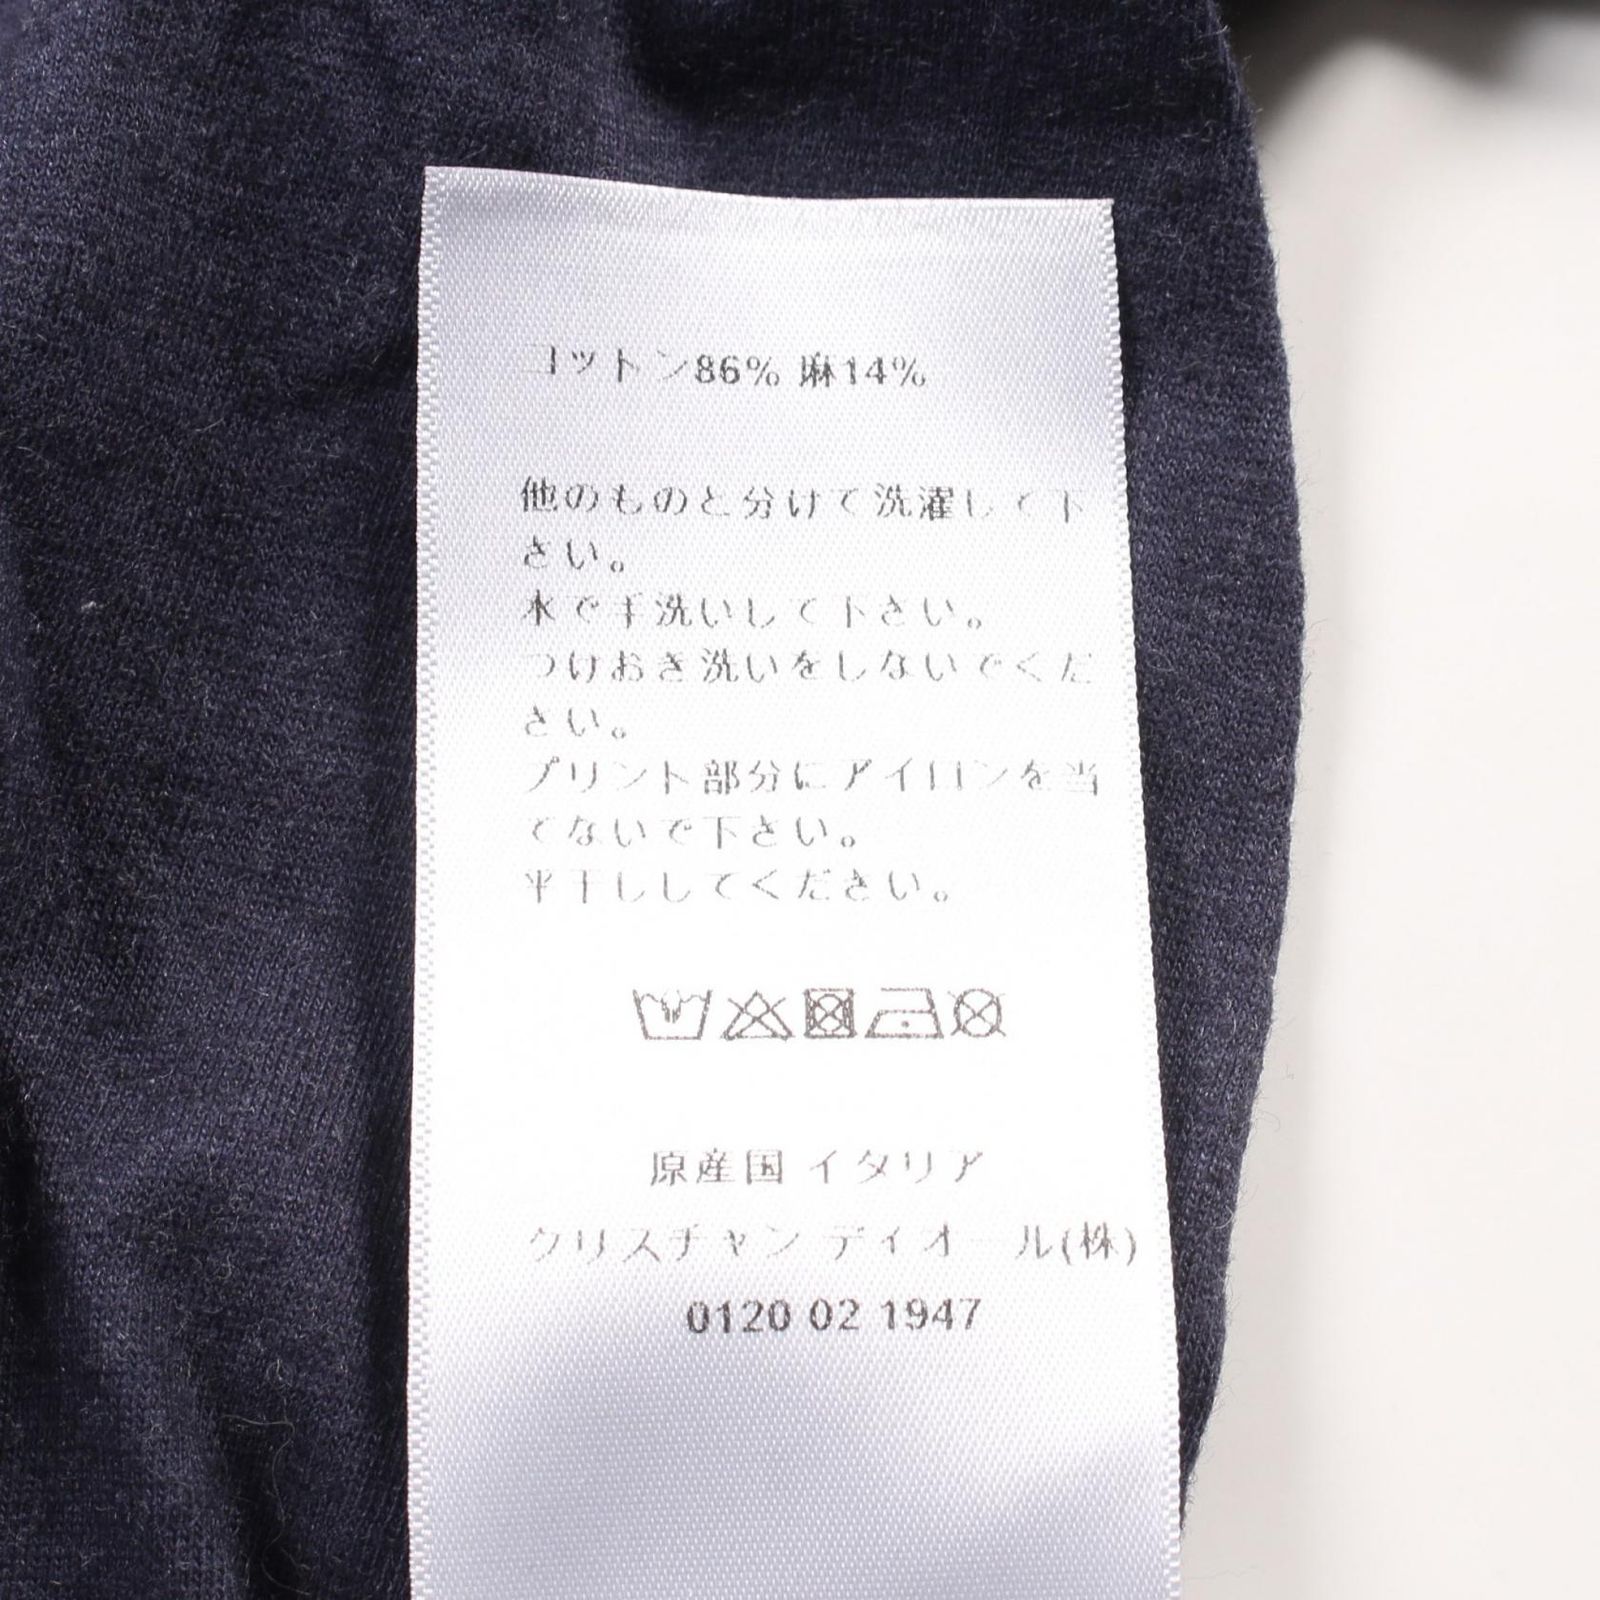 コットン86% 麻14%
他のものと分けて洗濯して下
さい。
水で手洗いして下さい。
つけおき洗いをしないでくだ
さい。
プリント部分にアイロンを当
てないで下さい。
平干ししてください。
原産国 イタリア
クリスチャン ディオール(株)
0120 02 1947